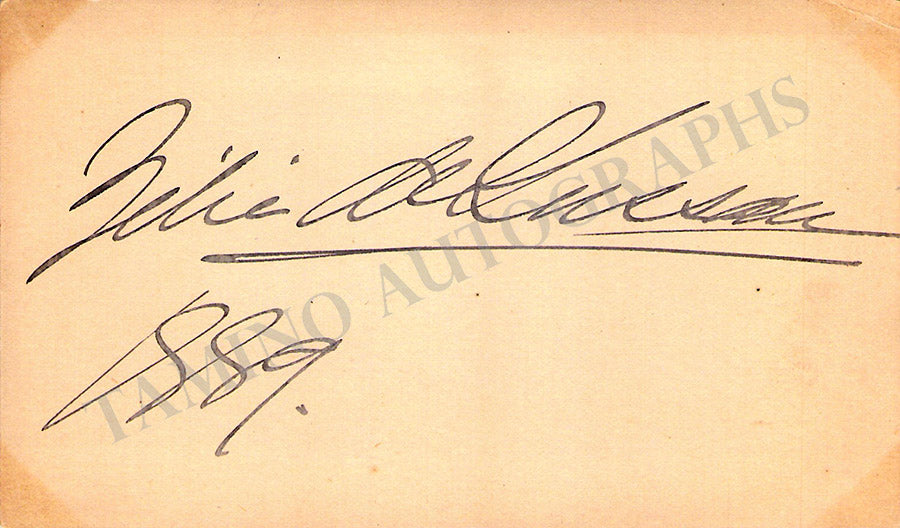 Zélie de Lussan
1889.
TAMINO AUTOGRAPHS